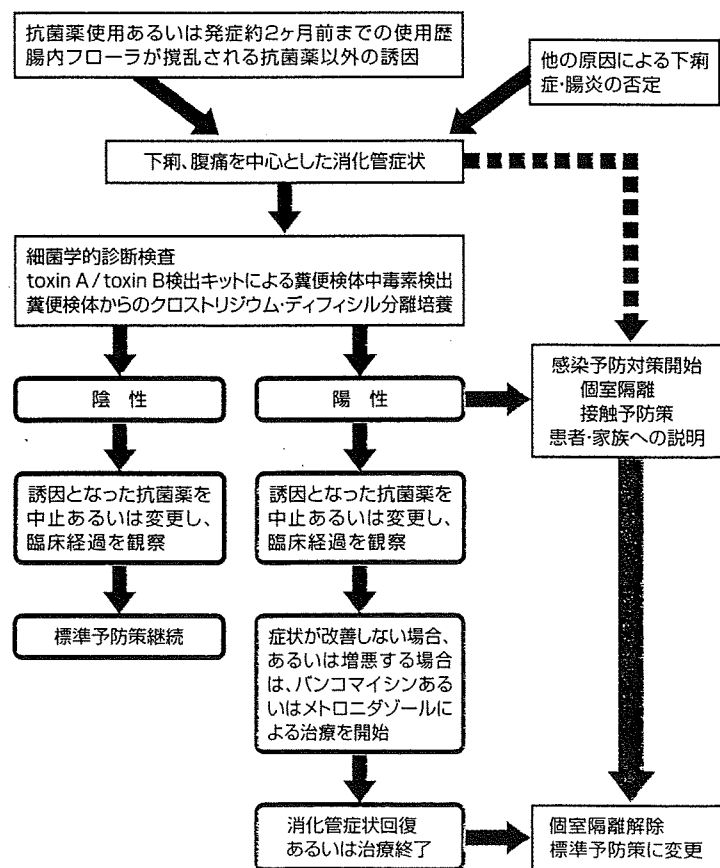 抗菌薬使用あるいは発症約2ヶ月前までの使用歴
腸内フローラが撹乱される抗菌薬以外の誘因
他の原因による下痢
症・腸炎の否定
下痢、腹痛を中心とした消化管症状
細菌学的診断検査
toxin A/toxin B検出キットによる糞便検体中毒素検出
糞便検体からのクロストリジウム・ディフィシル分離培養
陰 性
陽 性
感染予防対策開始
個室隔離
接触予防策
患者・家族への説明
誘因となった抗菌薬を
中止あるいは変更し、
臨床経過を観察
誘因となった抗菌薬を
中止あるいは変更し、
臨床経過を観察
標準予防策継続
症状が改善しない場合、
あるいは増悪する場合
は、バンコマイシンある
いはメトロニダゾールに
よる治療を開始
消化管症状回復
あるいは治療終了
個室隔離解除
標準予防策に変更